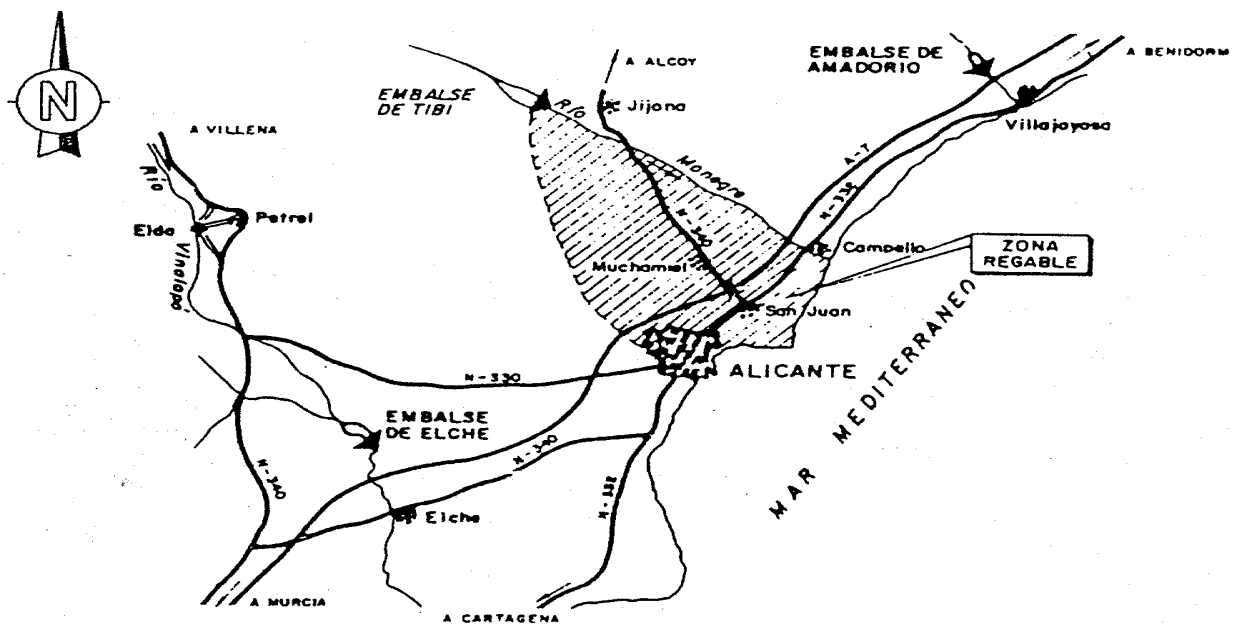 N
A VILLENA
Río
Vinalopó
Elda
Petrel
EMBALSE
DE TIBI
Río
Monegre
A ALCOY
Jijona
EMBALSE DE
AMADORIO
A BENIDORM
Villajoyosa
A-7
N-332
N-340
Muchamiel
Campello
ZONA
REGABLE
San Juan
ALICANTE
MAR MEDITERRANEO
N-330
EMBALSE
DE ELCHE
N-340
N-340
N-332
Elche
A MURCIA
A CARTAGENA